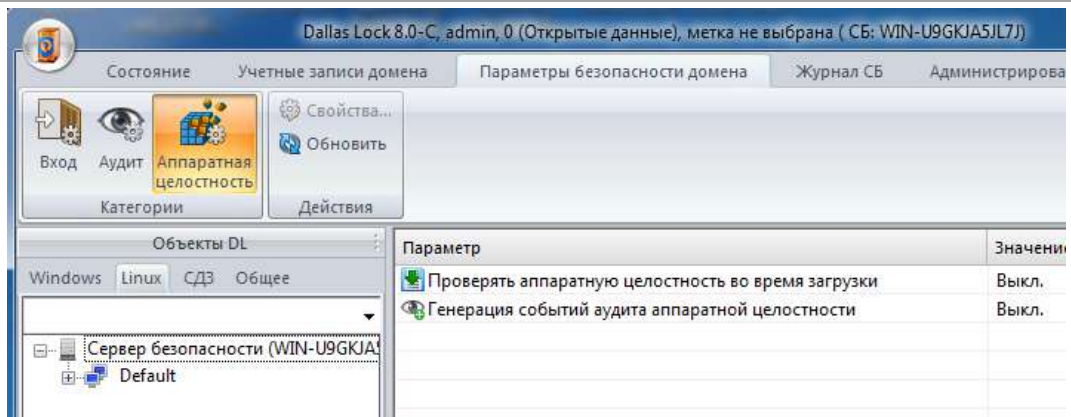 Dallas Lock 8.0-C, admin, 0 (Открытые данные), метка не выбрана ( СБ: WIN-U9GKJA5JL7J)
Состояние Учетные записи домена Параметры безопасности домена Журнал СБ Администрирова
Свойства...
Обновить
Вход Аудит Аппаратная целостность
Категории Действия
Объекты DL
Windows Linux СДЗ Общее
Параметр Значени
Проверять аппаратную целостность во время загрузки Выкл.
Генерация событий аудита аппаратной целостности Выкл.
Сервер безопасности (WIN-U9GKJA
Default